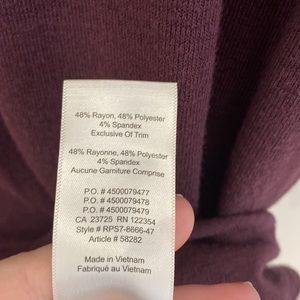 48% Rayon, 48% Polyester
4% Spandex
Exclusive Of Trim
48% Rayonne, 48% Polyester
4% Spandex
Aucune Garniture Comprise
P.O. # 4500079477
P.O. # 4500079478
P.O. # 4500079479
CA 23725 RN 122354
Style # RPS7-8666-47
Article # 58282
Made in Vietnam
Fabriqué au Vietnam